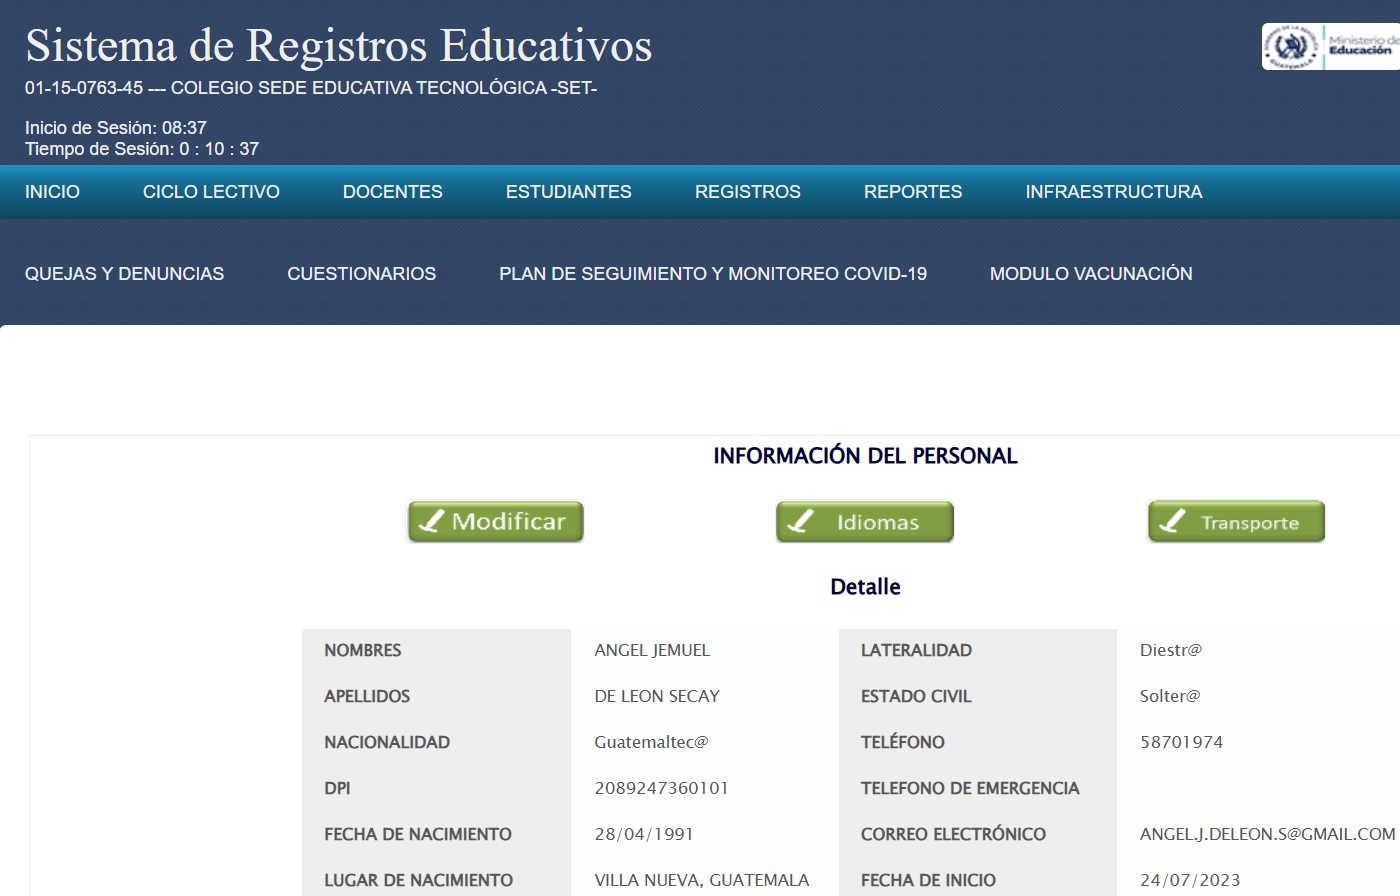 Sistema de Registros Educativos
01-15-0763-45 --- COLEGIO SEDE EDUCATIVA TECNOLÓGICA -SET-
Ministerio de
Educación
Inicio de Sesión: 08:37
Tiempo de Sesión: 0 : 10 : 37
INICIO CICLO LECTIVO DOCENTES ESTUDIANTES REGISTROS REPORTES INFRAESTRUCTURA
QUEJAS Y DENUNCIAS CUESTIONARIOS PLAN DE SEGUIMIENTO Y MONITOREO COVID-19 MODULO VACUNACIÓN
INFORMACIÓN DEL PERSONAL
Modificar Idiomas Transporte
Detalle
NOMBRES ANGEL JEMUEL LATERALIDAD Diestr@
APELLIDOS DE LEON SECAY ESTADO CIVIL Solter@
NACIONALIDAD Guatemaltec@ TELÉFONO 58701974
DPI 2089247360101 TELEFONO DE EMERGENCIA
FECHA DE NACIMIENTO 28/04/1991 CORREO ELECTRÓNICO ANGEL.J.DELEON.S@GMAIL.COM
LUGAR DE NACIMIENTO VILLA NUEVA, GUATEMALA FECHA DE INICIO 24/07/2023